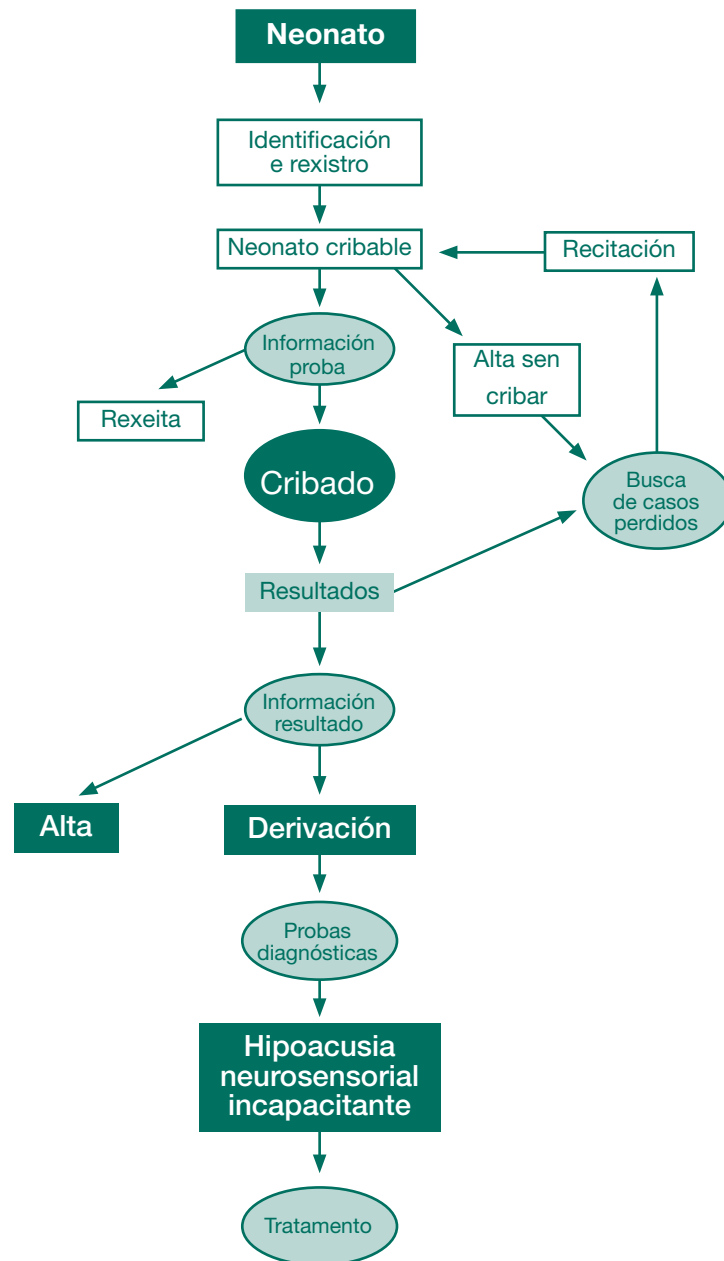 Neonato
Identificación
e rexistro
Neonato cribable
Recitación
Información
proba
Alta sen
cribar
Rexeita
Cribado
Busca
de casos
perdidos
Resultados
Información
resultado
Alta
Derivación
Probas
diagnósticas
Hipoacusia
neurosensorial
incapacitante
Tratamento